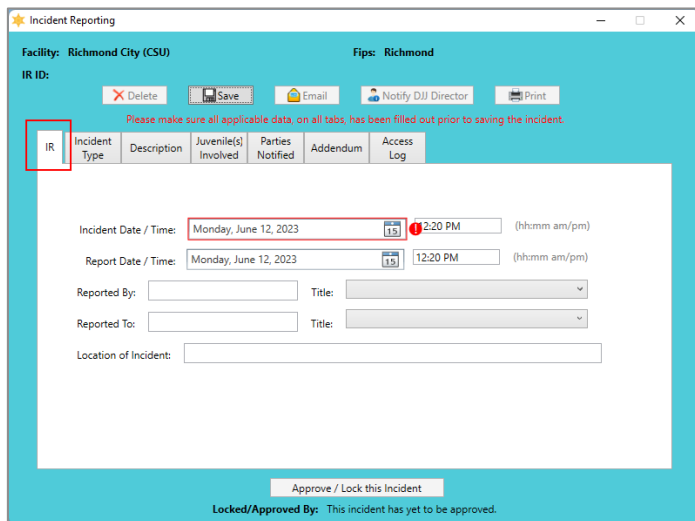 Incident Reporting
Facility: Richmond City (CSU) Fips: Richmond
IR ID:
Delete Save Email Notify DJJ Director Print
Please make sure all applicable data, on all tabs, has been filled out prior to saving the incident.
IR Incident Type Description Juvenile(s) Involved Parties Notified Addendum Access Log
Incident Date / Time: Monday, June 12, 2023 15 ! 12:20 PM (hh:mm am/pm)
Report Date / Time: Monday, June 12, 2023 15 12:20 PM (hh:mm am/pm)
Reported By: Title:
Reported To: Title:
Location of Incident:
Approve / Lock this Incident
Locked/Approved By: This incident has yet to be approved.